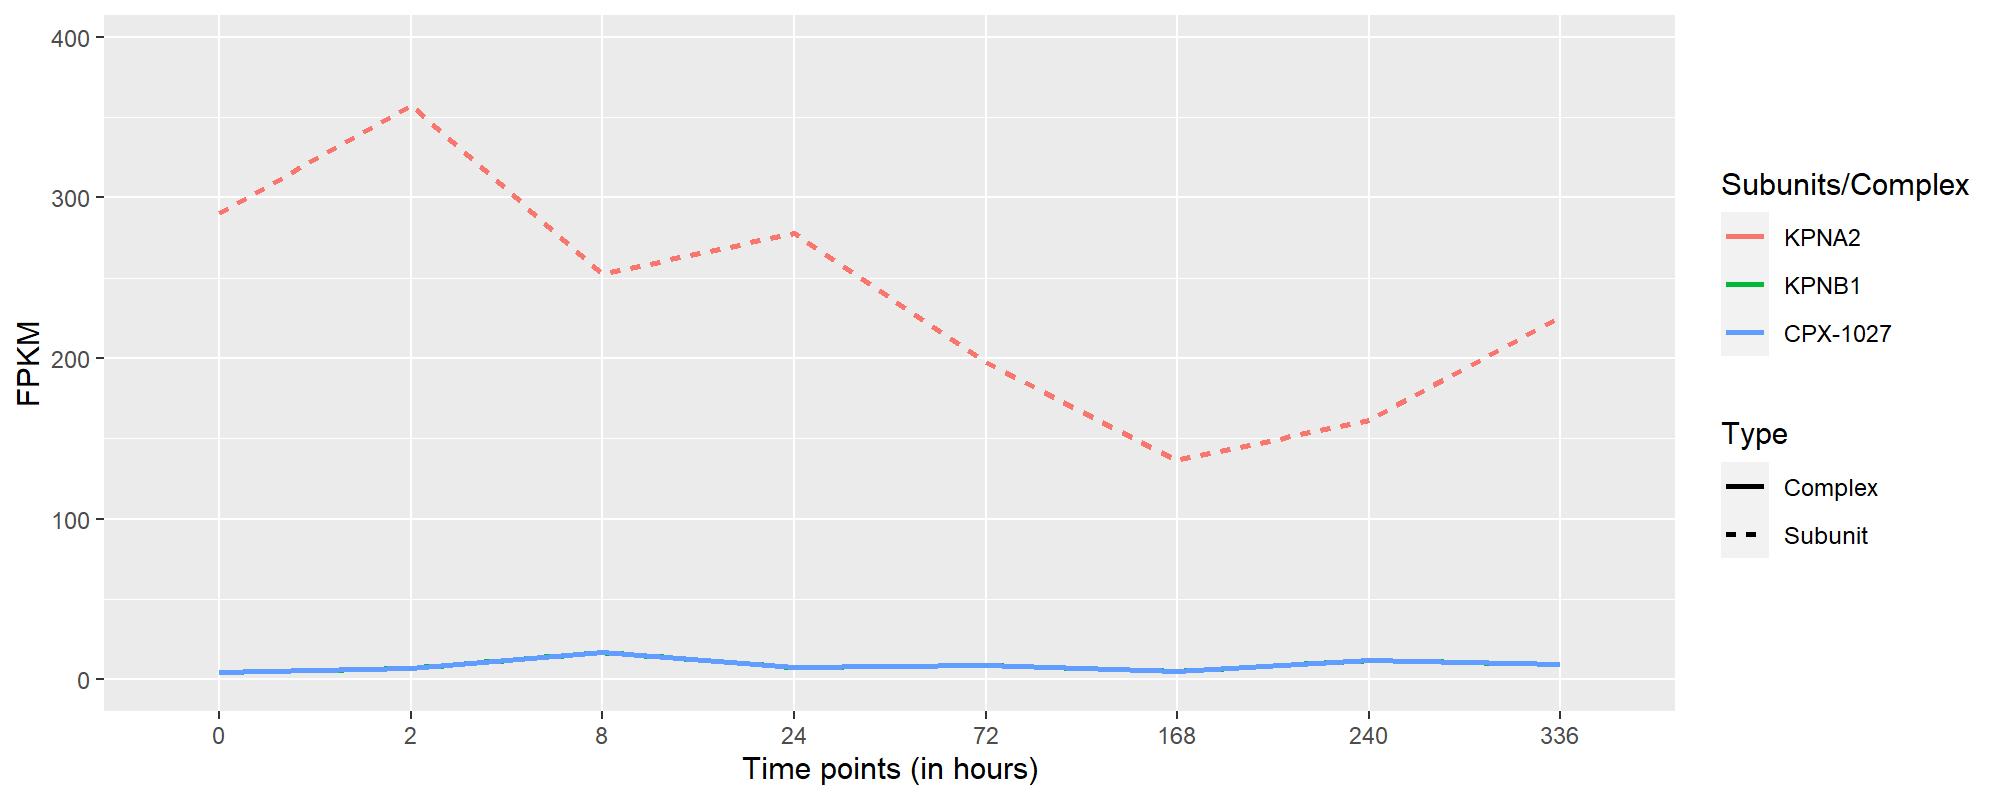 400
300
200
100
0
FPKM
0 2 8 24 72 168 240 336
Time points (in hours)
Subunits/Complex
KPNA2
KPNB1
CPX-1027
Type
Complex
Subunit